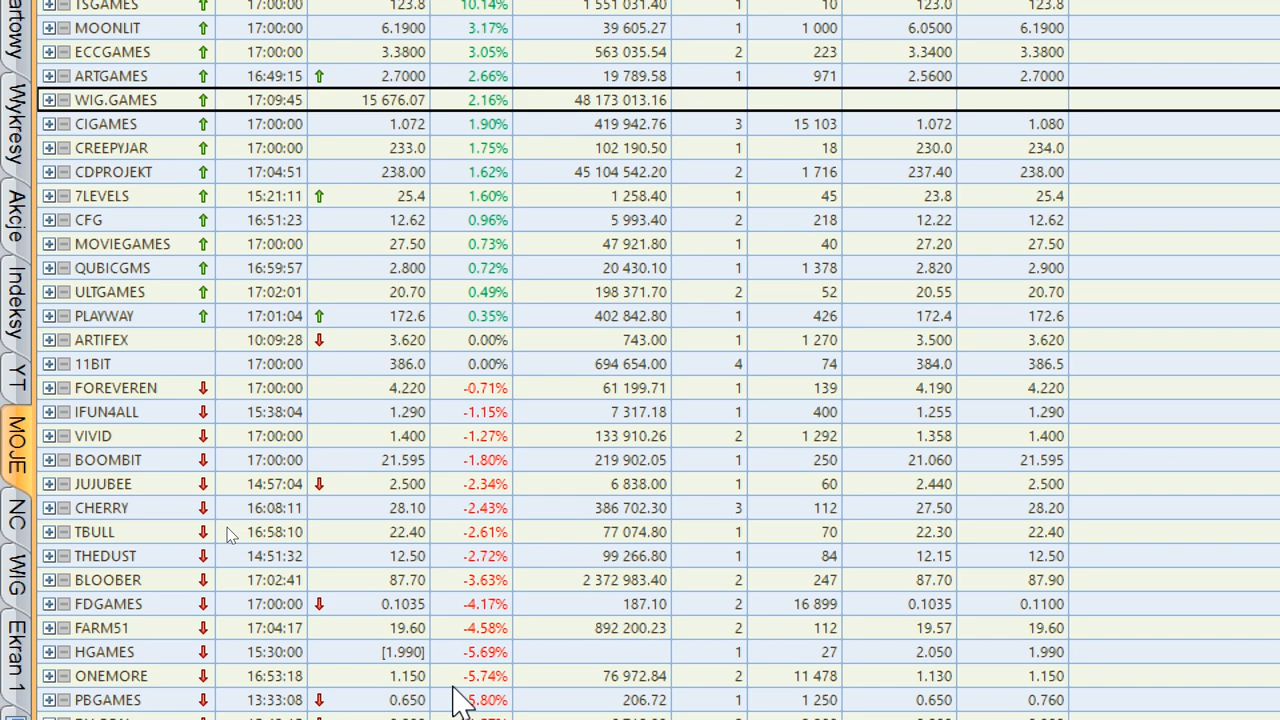 TSGAMES 17:00:00 123.8 10.14% 1 551 031.40 1 10 123.0 123.8
MOONLIT 17:00:00 6.1900 3.17% 39 605.27 1 1 000 6.0500 6.1900
ECCGAMES 17:00:00 3.3800 3.05% 563 035.54 2 223 3.3400 3.3800
ARTGAMES 16:49:15 2.7000 2.66% 19 789.58 1 971 2.5600 2.7000
WIG.GAMES 17:09:45 15 676.07 2.16% 48 173 013.16
CIGAMES 17:00:00 1.072 1.90% 419 942.76 3 15 103 1.072 1.080
CREEPYJAR 17:00:00 233.0 1.75% 102 190.50 1 18 230.0 234.0
CDPROJEKT 17:04:51 238.00 1.62% 45 104 542.20 2 1 716 237.40 238.00
7LEVELS 15:21:11 25.4 1.60% 1 258.40 1 45 23.8 25.4
CFG 16:51:23 12.62 0.96% 5 993.40 2 218 12.22 12.62
MOVIEGAMES 17:00:00 27.50 0.73% 47 921.80 1 40 27.20 27.50
QUBICGMS 16:59:57 2.800 0.72% 20 430.10 1 1 378 2.820 2.900
ULTGAMES 17:02:01 20.70 0.49% 198 371.70 2 52 20.55 20.70
PLAYWAY 17:01:04 172.6 0.35% 402 842.80 1 426 172.4 172.6
ARTIFEX 10:09:28 3.620 0.00% 743.00 1 1 270 3.500 3.620
11BIT 17:00:00 386.0 0.00% 694 654.00 4 74 384.0 386.5
FOREVEREN 17:00:00 4.220 -0.71% 61 199.71 1 139 4.190 4.220
IFUN4ALL 15:38:04 1.290 -1.15% 7 317.18 1 400 1.255 1.290
VIVID 17:00:00 1.400 -1.27% 133 910.26 2 1 292 1.358 1.400
BOOMBIT 17:00:00 21.595 -1.80% 219 902.05 1 250 21.060 21.595
JUJUBEE 14:57:04 2.500 -2.34% 6 838.00 1 60 2.440 2.500
CHERRY 16:08:11 28.10 -2.43% 386 702.30 3 112 27.50 28.20
TBULL 16:58:10 22.40 -2.61% 77 074.80 1 70 22.30 22.40
THEDUST 14:51:32 12.50 -2.72% 99 266.80 1 84 12.15 12.50
BLOOBER 17:02:41 87.70 -3.63% 2 372 983.40 2 247 87.70 87.90
FDGAMES 17:00:00 0.1035 -4.17% 187.10 2 16 899 0.1035 0.1100
FARM51 17:04:17 19.60 -4.58% 892 200.23 2 112 19.57 19.60
HGAMES 15:30:00 [1.990] -5.69% 1 27 2.050 1.990
ONEMORE 16:53:18 1.150 -5.74% 76 972.84 2 11 478 1.130 1.150
PBGAMES 13:33:08 0.650 5.80% 206.72 1 1 250 0.650 0.760
Wykresy
Akcje
Indeksy
YT
MOJE
NC
WIG
Ekran 1